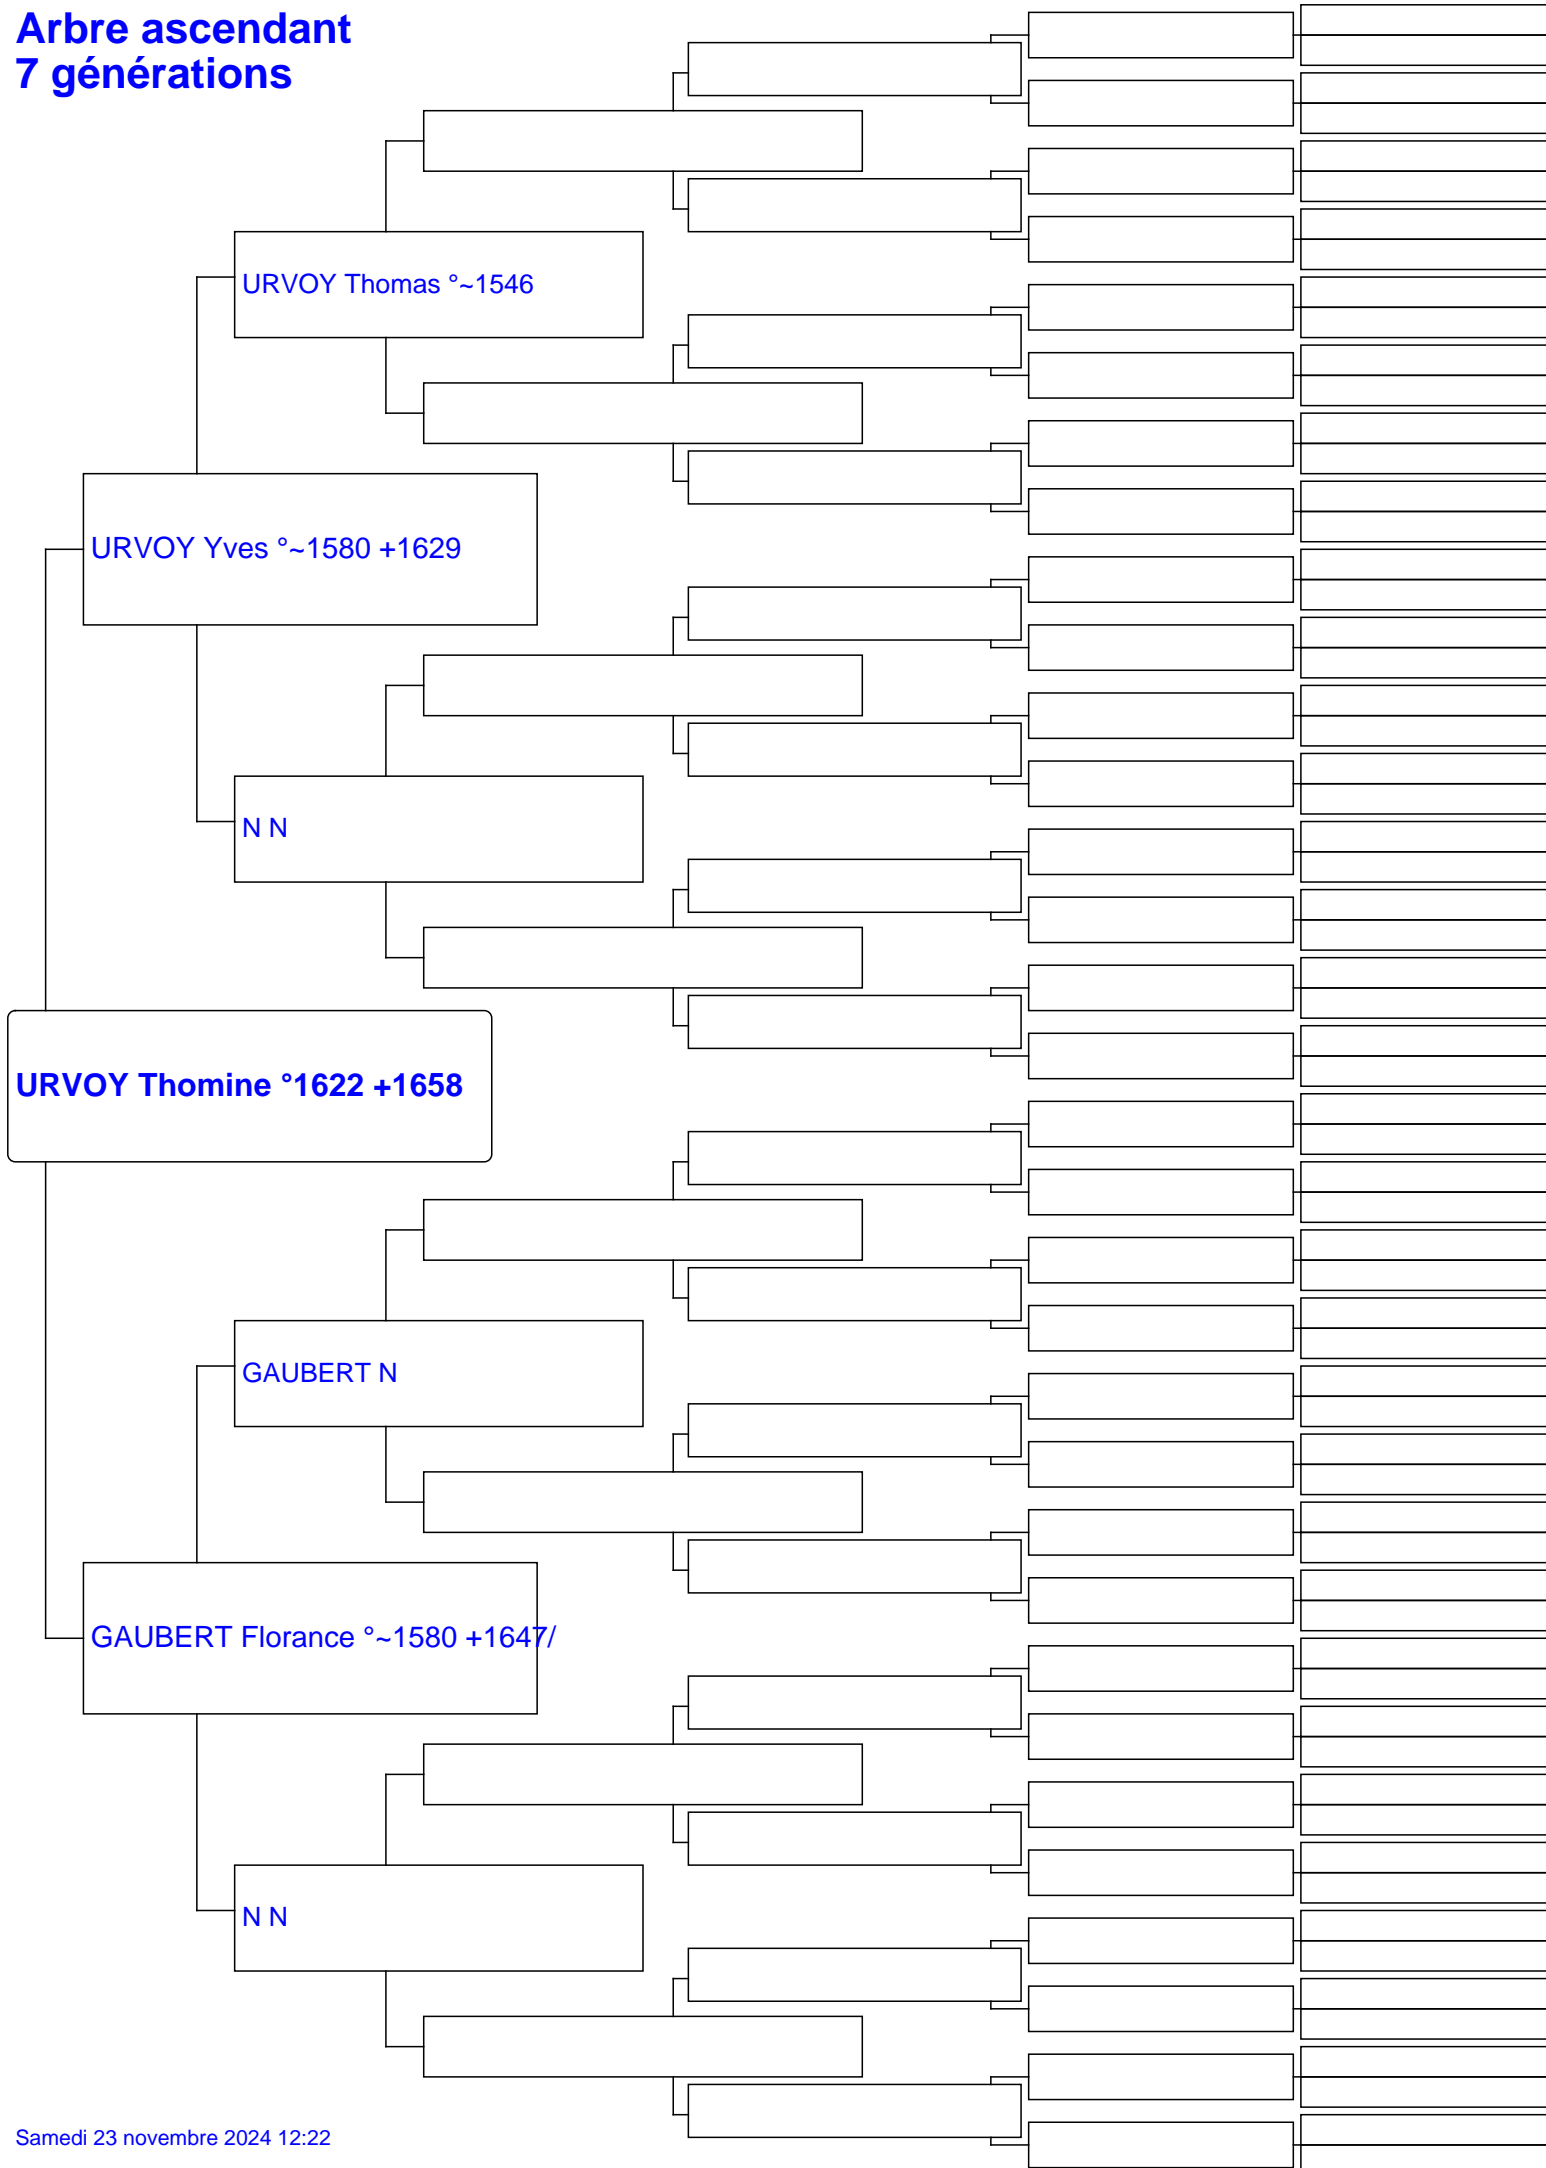 Arbre ascendant
7 générations
URVOY Thomas °~1546
URVOY Yves °~1580 +1629
N N
URVOY Thomine °1622 +1658
GAUBERT N
GAUBERT Florance °~1580 +1647/
N N
Samedi 23 novembre 2024 12:22